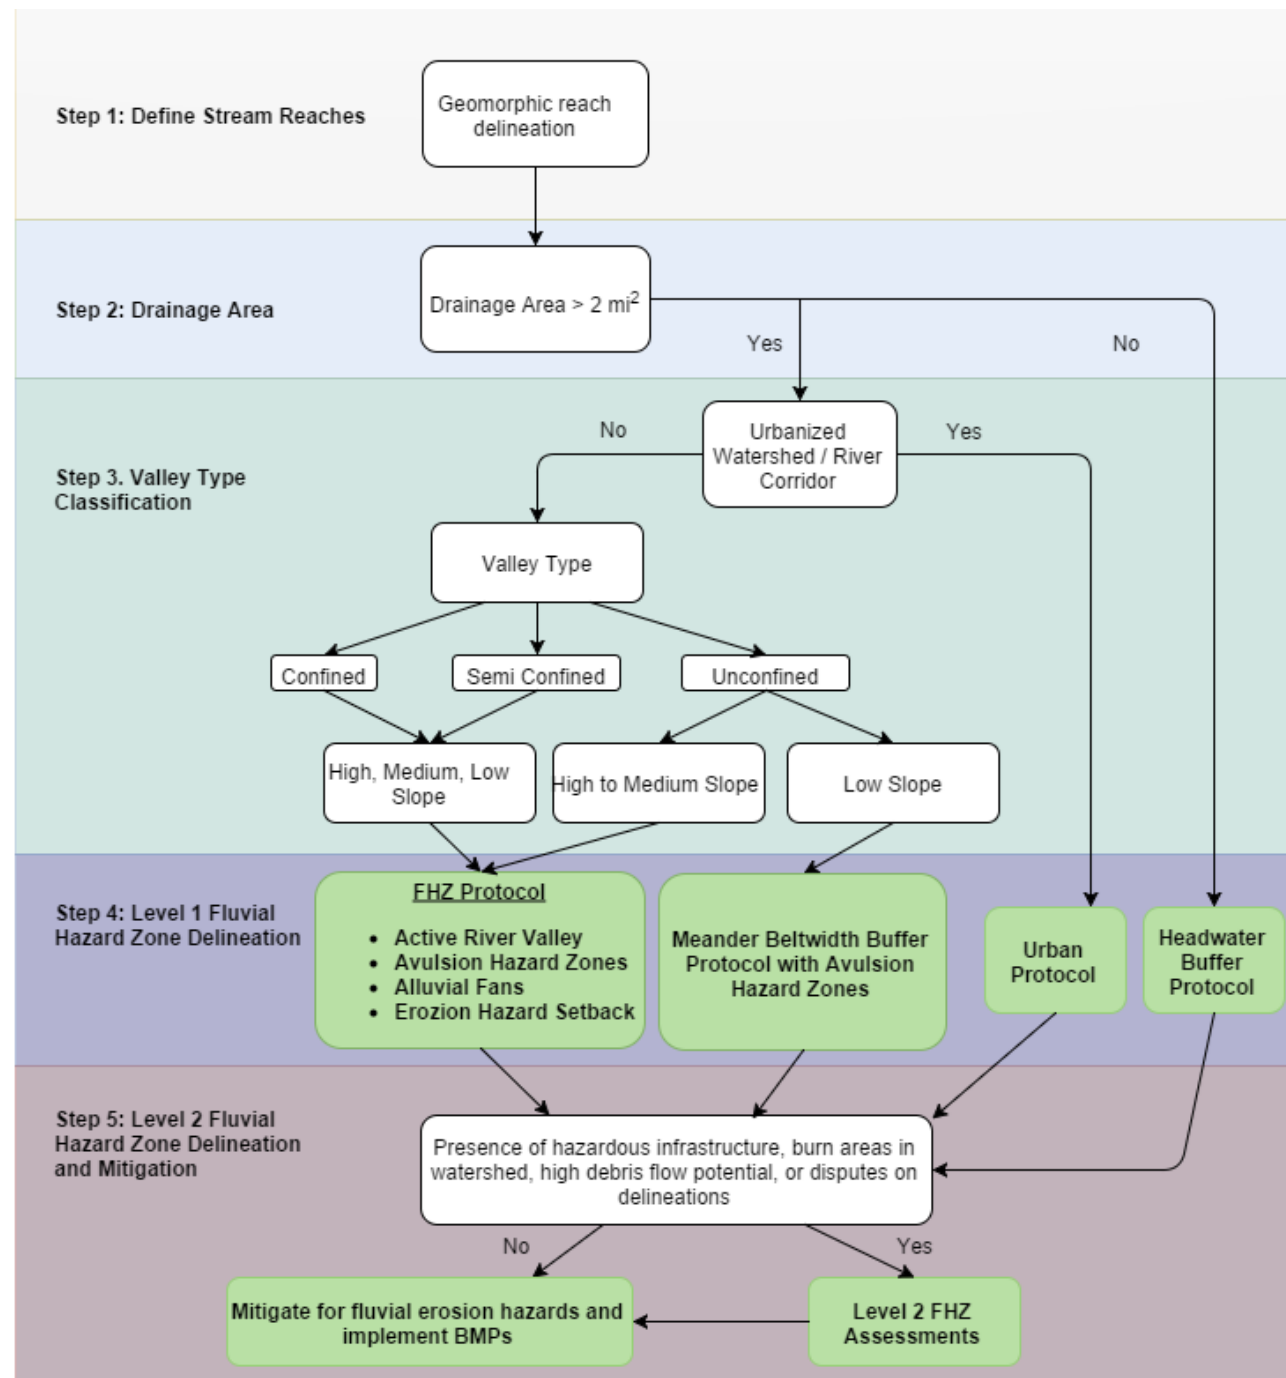 Step 1: Define Stream Reaches
Geomorphic reach
delineation
Step 2: Drainage Area
Drainage Area > 2 mi²
Yes
No
Step 3. Valley Type
Classification
No
Urbanized
Watershed / River
Corridor
Yes
Valley Type
Confined
Semi Confined
Unconfined
High, Medium, Low
Slope
High to Medium Slope
Low Slope
Step 4: Level 1 Fluvial
Hazard Zone Delineation
FHZ Protocol
• Active River Valley
• Avulsion Hazard Zones
• Alluvial Fans
• Erozion Hazard Setback
Meander Beltwidth Buffer
Protocol with Avulsion
Hazard Zones
Urban
Protocol
Headwater
Buffer
Protocol
Step 5: Level 2 Fluvial
Hazard Zone Delineation
and Mitigation
Presence of hazardous infrastructure, burn areas in
watershed, high debris flow potential, or disputes on
delineations
No
Yes
Mitigate for fluvial erosion hazards and
implement BMPs
Level 2 FHZ
Assessments